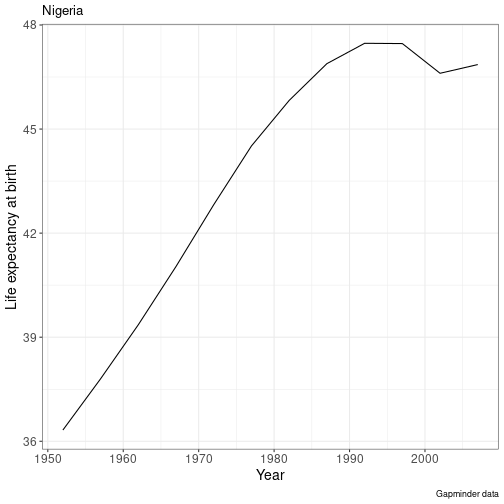 Nigeria
48
45
42
39
36
Life expectancy at birth
1950 1960 1970 1980 1990 2000
Year
Gapminder data